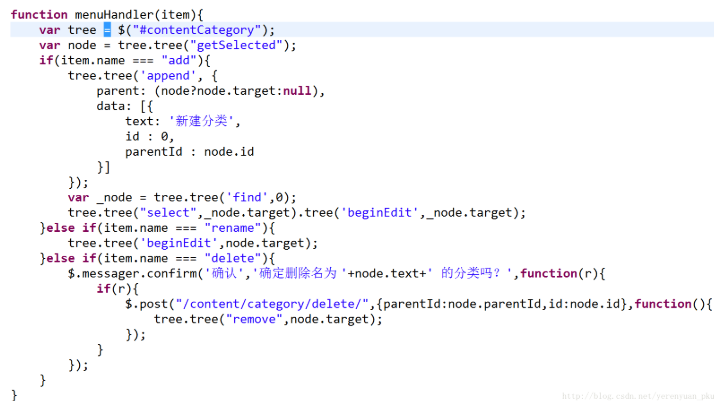 function menuHandler(item){
    var tree = $("#contentCategory");
    var node = tree.tree("getSelected");
    if(item.name === "add"){
        tree.tree('append', {
            parent: (node?node.target:null),
            data: [{
                text: '新建分类',
                id : 0,
                parentId : node.id
            }]
        });
        var _node = tree.tree('find',0);
        tree.tree("select",_node.target).tree('beginEdit',_node.target);
    }else if(item.name === "rename"){
        tree.tree('beginEdit',node.target);
    }else if(item.name === "delete"){
        $.messager.confirm('确认','确定删除名为 '+node.text+' 的分类吗？',function(r){
            if(r){
                $.post("/content/category/delete/",{parentId:node.parentId,id:node.id},function(){
                    tree.tree("remove",node.target);
                });
            }
        });
    }
}
http://blog.csdn.net/yerenyuan_pku